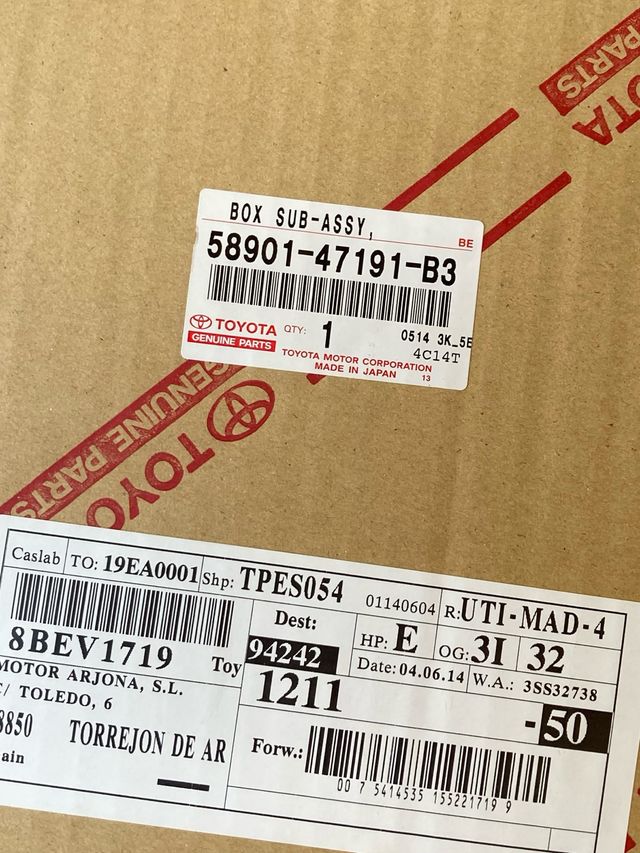 PARTS
OTA
BOX SUB-ASSY,
BE
58901-47191-B3
TOYOTA
GENUINE PARTS
QTY: 1
0514 3K_5E
4C14T
TOYOTA MOTOR CORPORATION
MADE IN JAPAN
13
GENUINE PARTS
TOYO
Caslab TO: 19EA0001 Shp: TPES054 01140604 R: UTI-MAD-4
8BEV1719 Toy
Dest:
94242
1211
HP: E OG: 3I 32
Date: 04.06.14 W.A.: 3SS32738
-50
MOTOR ARJONA, S.L.
/ TOLEDO, 6
8850 TORREJON DE AR
ain
Forw.:
00 7 5414535 155221719 9